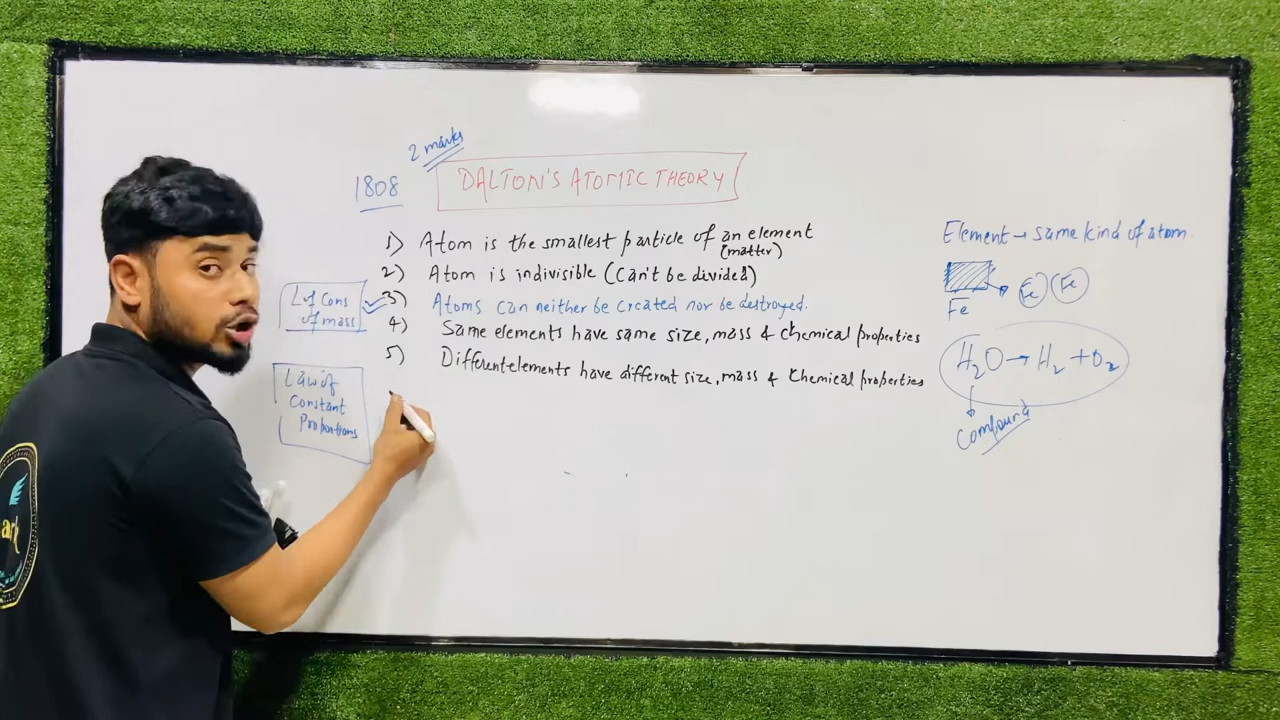 2 marks
1808
DALTON'S ATOMIC THEORY
1) Atom is the smallest particle of an element
(matter)
2) Atom is indivisible (Can't be divided)
3) Atoms can neither be created nor be destroyed.
4) Same elements have same size, mass & Chemical properties
5) Different elements have different size, mass & Chemical properties
L of Cons
of mass
Law of
Constant
Proportions
Element → same kind of atom.
Fe Fe
Fe
H₂O → H₂ + O₂
Compound